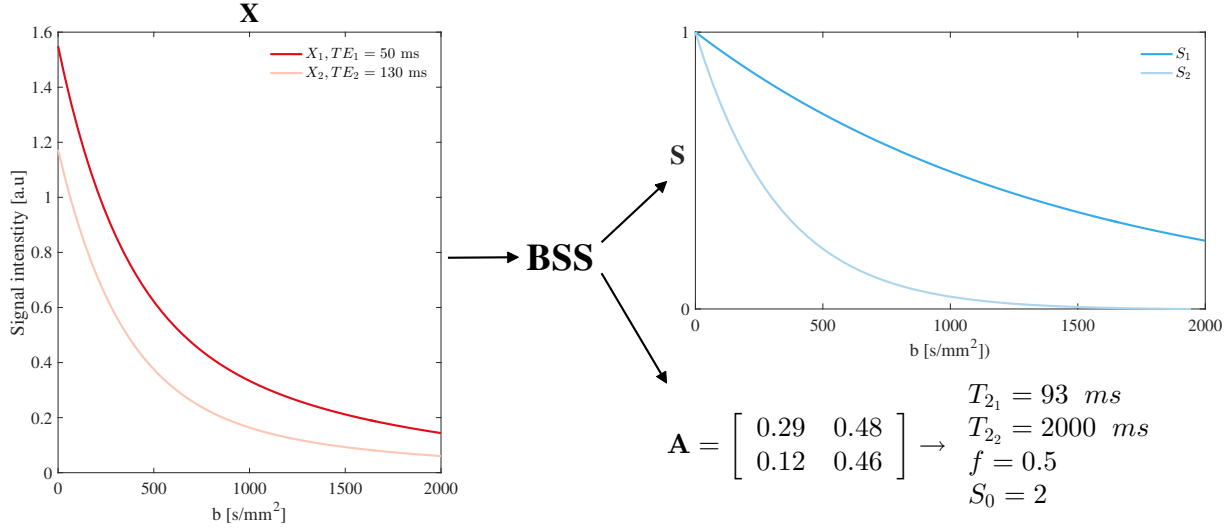 X
1.6
1.4
1.2
1
0.8
0.6
0.4
0.2
0
Signal intenstity [a.u]
X₁, TE₁ = 50 ms
X₂, TE₂ = 130 ms
0 500 1000 1500 2000
b [s/mm²]
BSS
S
1
0
S₁
S₂
0 500 1000 1500 2000
b [s/mm²])
A = [ 0.29 0.48
0.12 0.46 ] →
T₂₁ = 93 ms
T₂₂ = 2000 ms
f = 0.5
S₀ = 2